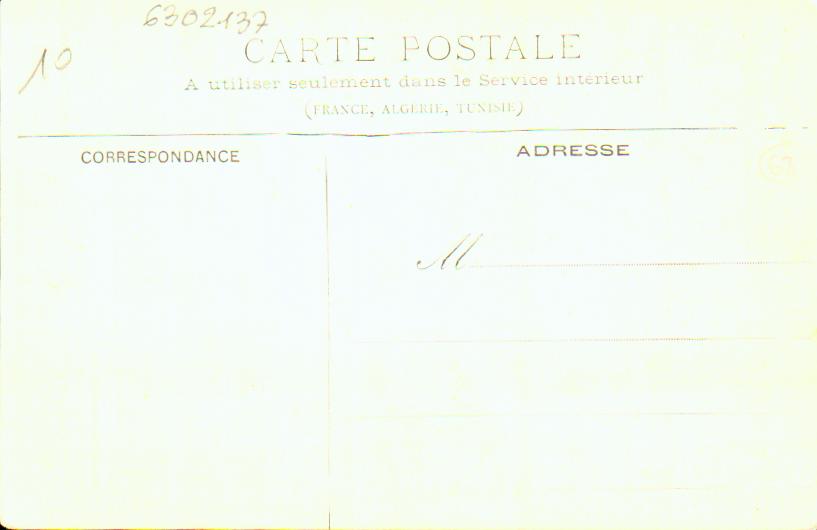 6302137
10
CARTE POSTALE
A utiliser seulement dans le Service intérieur
(FRANCE, ALGÉRIE, TUNISIE)
CORRESPONDANCE
ADRESSE
M